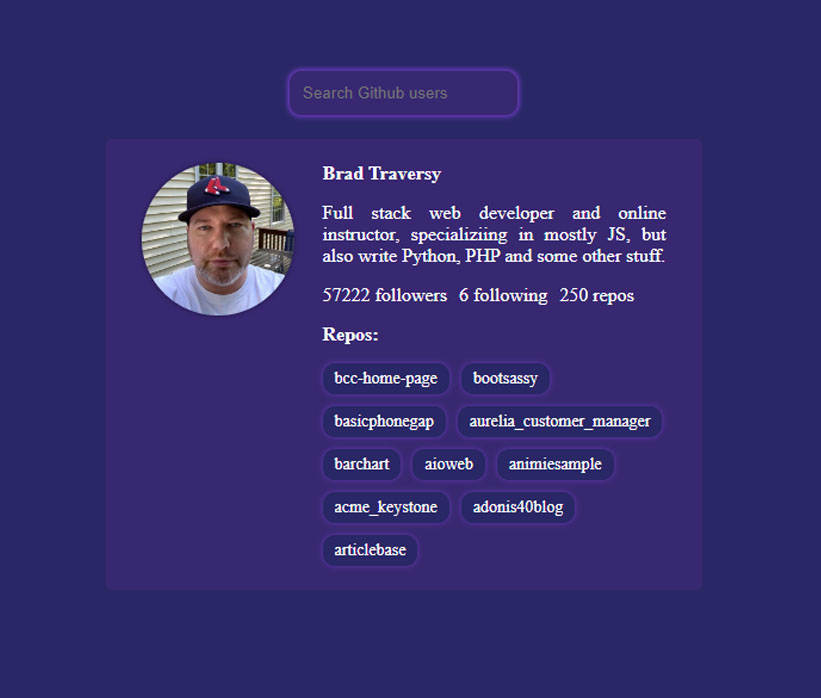 Search Github users
Brad Traversy
Full stack web developer and online
instructor, specializiing in mostly JS, but
also write Python, PHP and some other stuff.
57222 followers 6 following 250 repos
Repos:
bcc-home-page bootsassy
basicphonegap aurelia_customer_manager
barchart aioweb animiesample
acme_keystone adonis40blog
articlebase